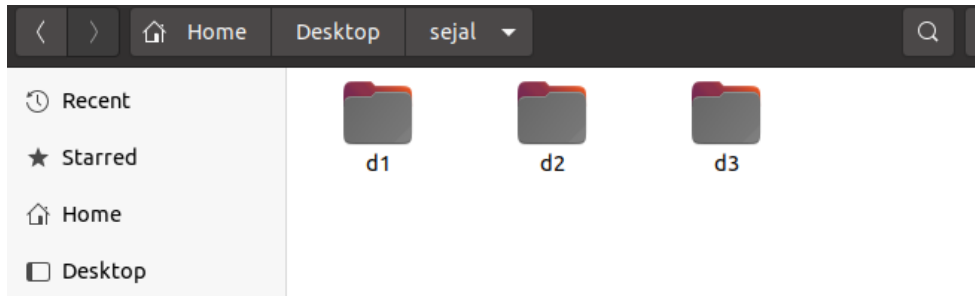 Home Desktop sejal
Recent
Starred
Home
Desktop
d1 d2 d3